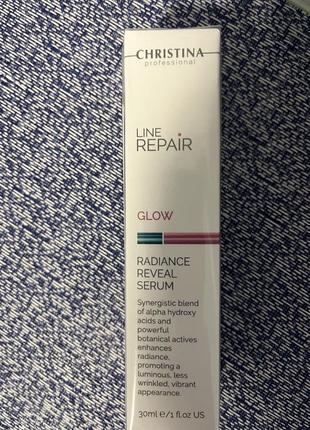 CHRISTINA
professional
LINE
REPAIR
GLOW
RADIANCE
REVEAL
SERUM
Synergistic blend
of alpha hydroxy
acids and
powerful
botanical actives
enhances
radiance,
promoting a
luminous, less
wrinkled, vibrant
appearance.
30ml e/1 fl.oz US